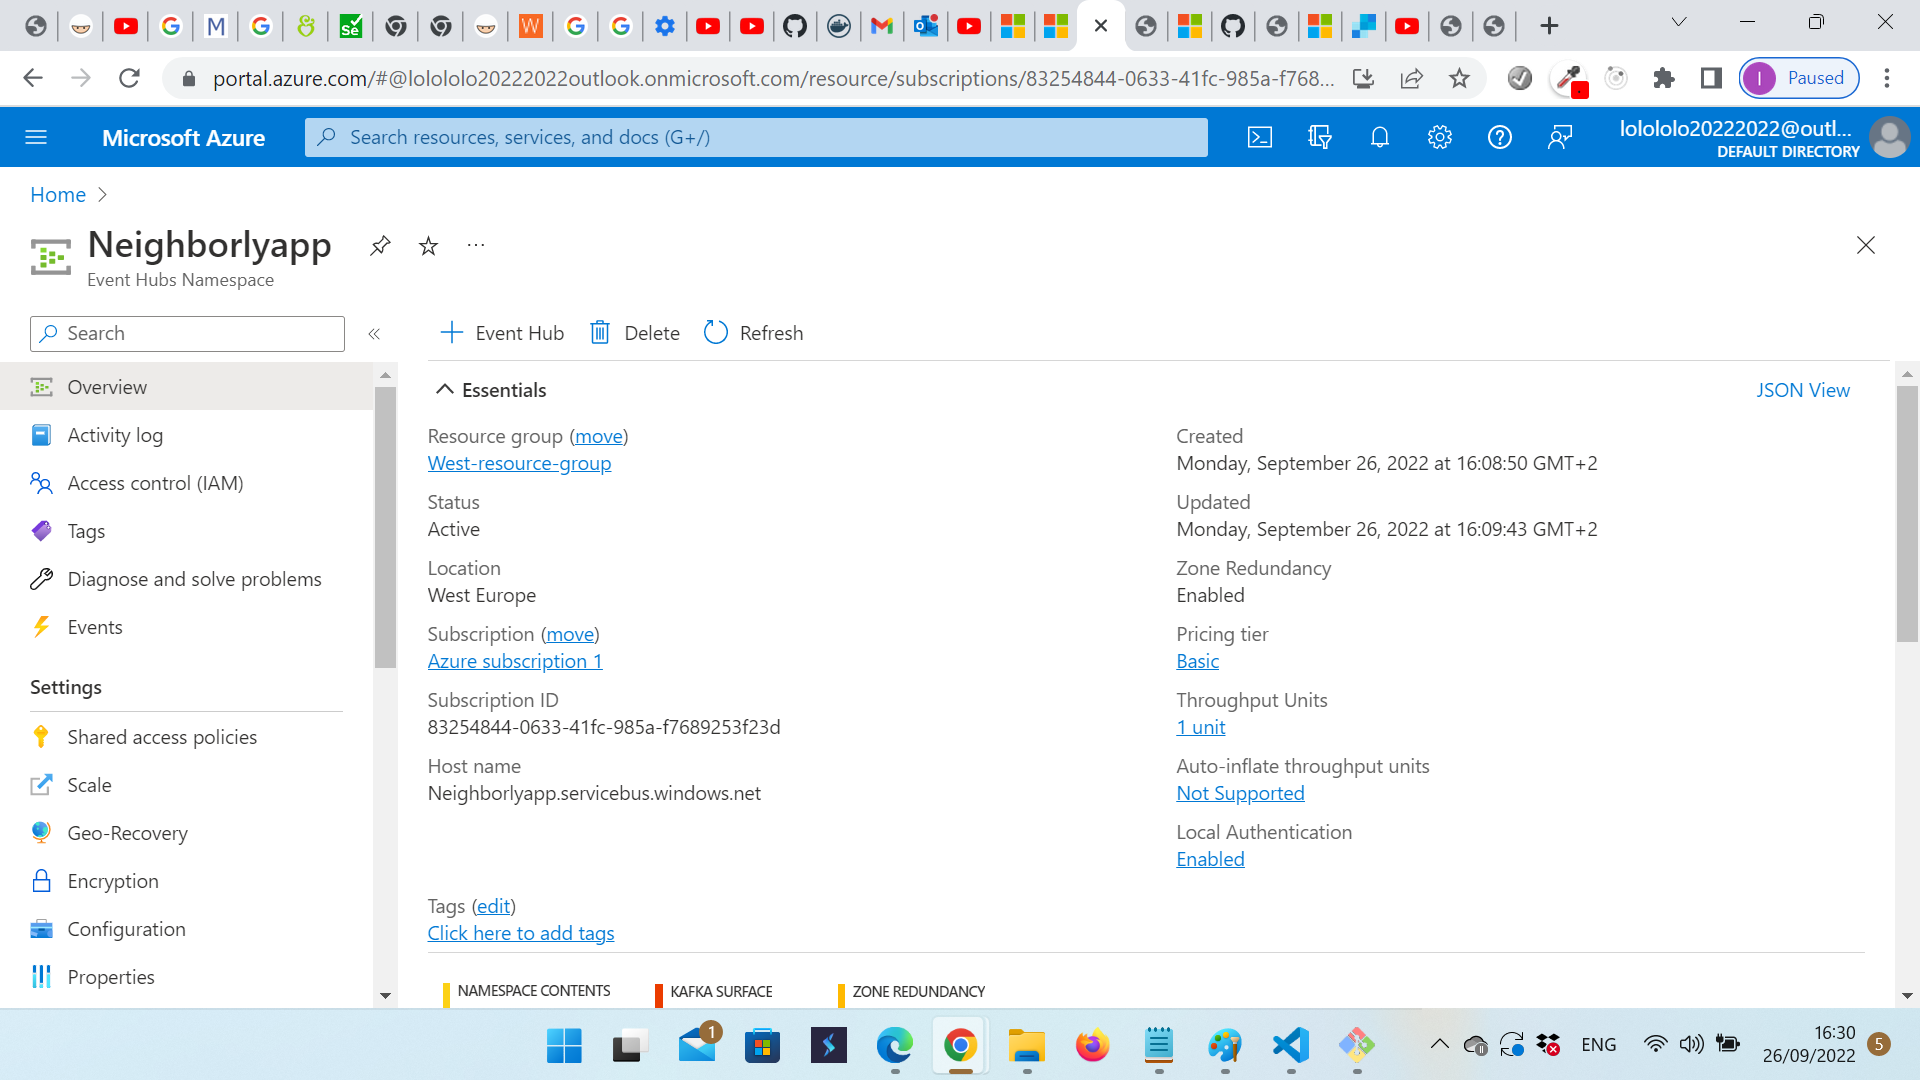 portal.azure.com/#@lolololo20222022outlook.onmicrosoft.com/resource/subscriptions/83254844-0633-41fc-985a-f768...
I
Paused
Microsoft Azure
Search resources, services, and docs (G+/)
lolololo20222022@outl...
DEFAULT DIRECTORY
Home
Neighborlyapp
Event Hubs Namespace
Search
Event Hub
Delete
Refresh
Overview
Activity log
Access control (IAM)
Tags
Diagnose and solve problems
Events
Settings
Shared access policies
Scale
Geo-Recovery
Encryption
Configuration
Properties
Essentials
JSON View
Resource group (move)
West-resource-group
Status
Active
Location
West Europe
Subscription (move)
Azure subscription 1
Subscription ID
83254844-0633-41fc-985a-f7689253f23d
Host name
Neighborlyapp.servicebus.windows.net
Created
Monday, September 26, 2022 at 16:08:50 GMT+2
Updated
Monday, September 26, 2022 at 16:09:43 GMT+2
Zone Redundancy
Enabled
Pricing tier
Basic
Throughput Units
1 unit
Auto-inflate throughput units
Not Supported
Local Authentication
Enabled
Tags (edit)
Click here to add tags
NAMESPACE CONTENTS
KAFKA SURFACE
ZONE REDUNDANCY
1
ENG
16:30
26/09/2022
5